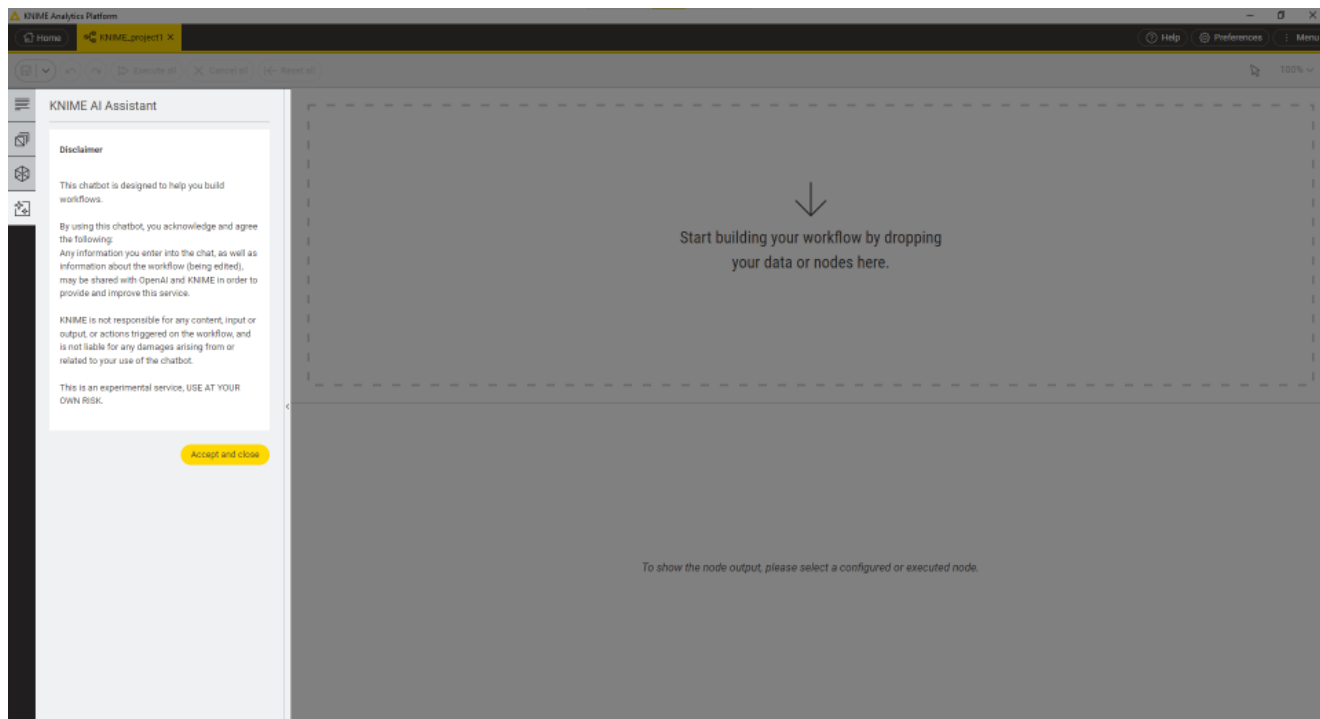 KNIME Analytics Platform
Home
KNIME_project1
Help
Preferences
Menu
Execute all
Cancel all
Reset all
100%
KNIME AI Assistant
Disclaimer
This chatbot is designed to help you build
workflows.
By using this chatbot, you acknowledge and agree
the following:
Any information you enter into the chat, as well as
information about the workflow (being edited),
may be shared with OpenAI and KNIME in order to
provide and improve this service.
KNIME is not responsible for any content, input or
output, or actions triggered on the workflow, and
is not liable for any damages arising from or
related to your use of the chatbot.
This is an experimental service, USE AT YOUR
OWN RISK.
Accept and close
Start building your workflow by dropping
your data or nodes here.
To show the node output, please select a configured or executed node.